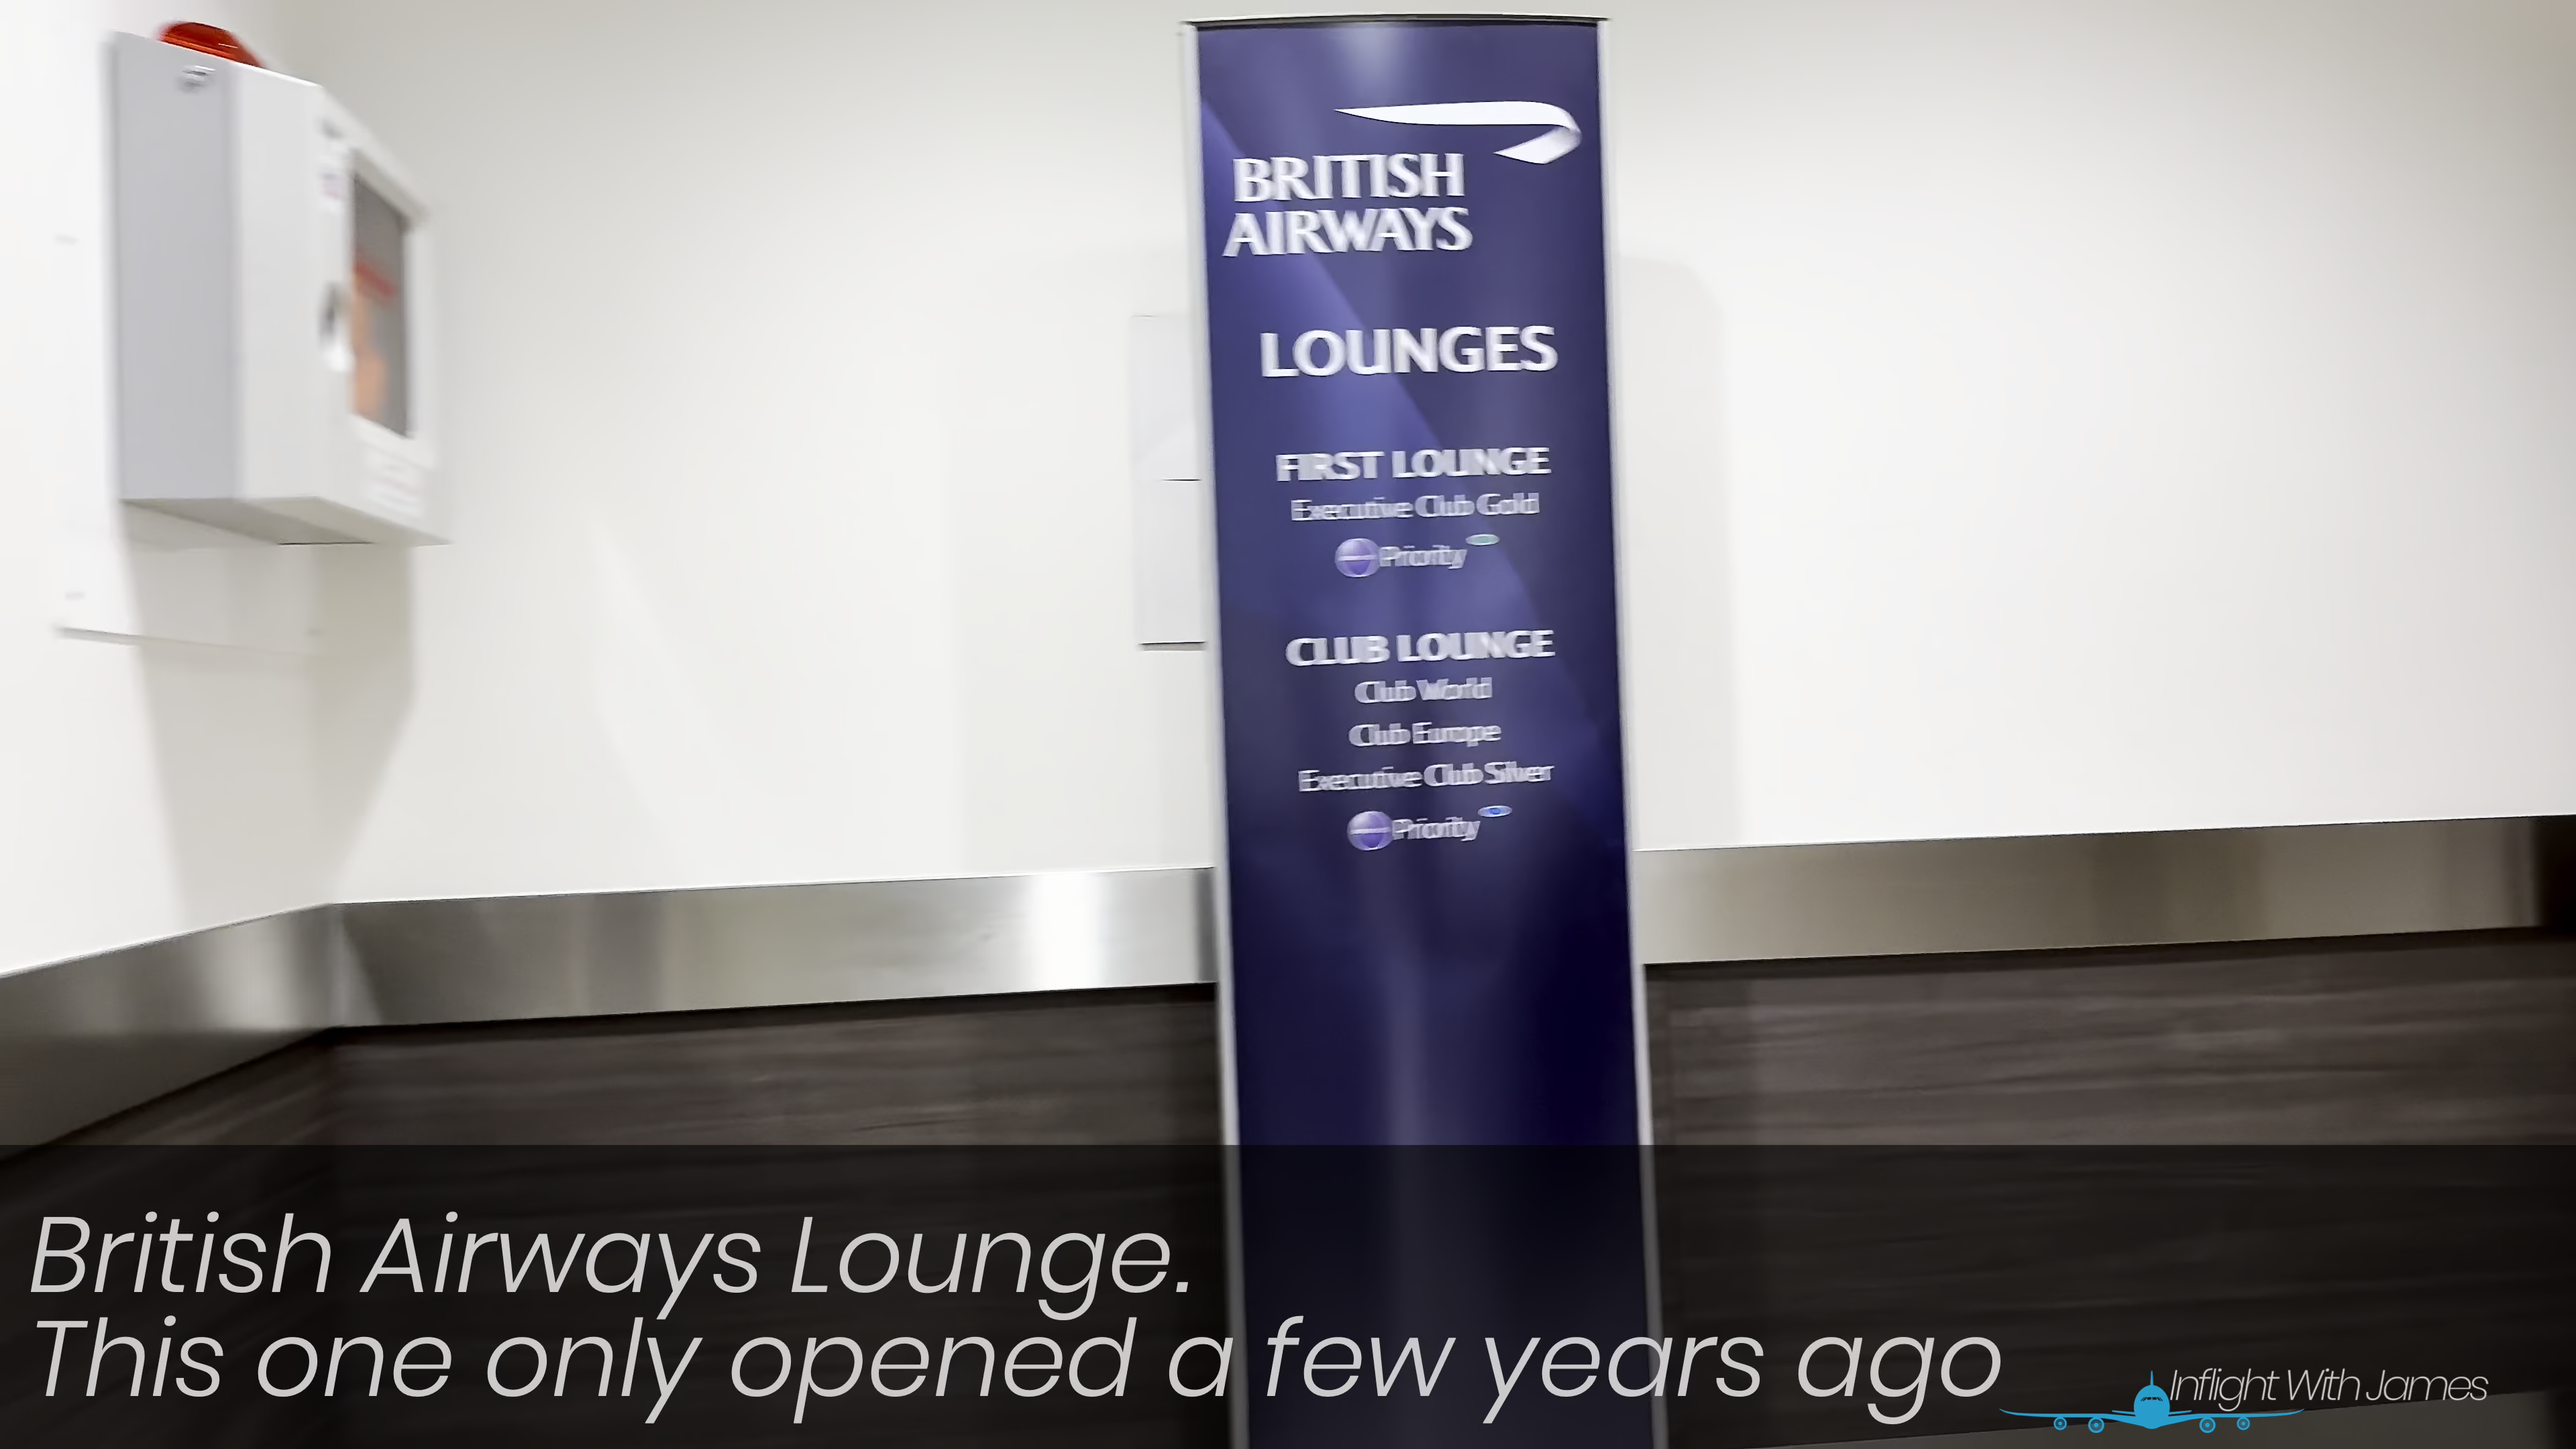 BRITISH
AIRWAYS
LOUNGES
FIRST LOUNGE
Executive Club Gold
Priority
CLUB LOUNGE
Club World
Club Europe
Executive Club Silver
Priority
British Airways Lounge.
This one only opened a few years ago
Inflight With James